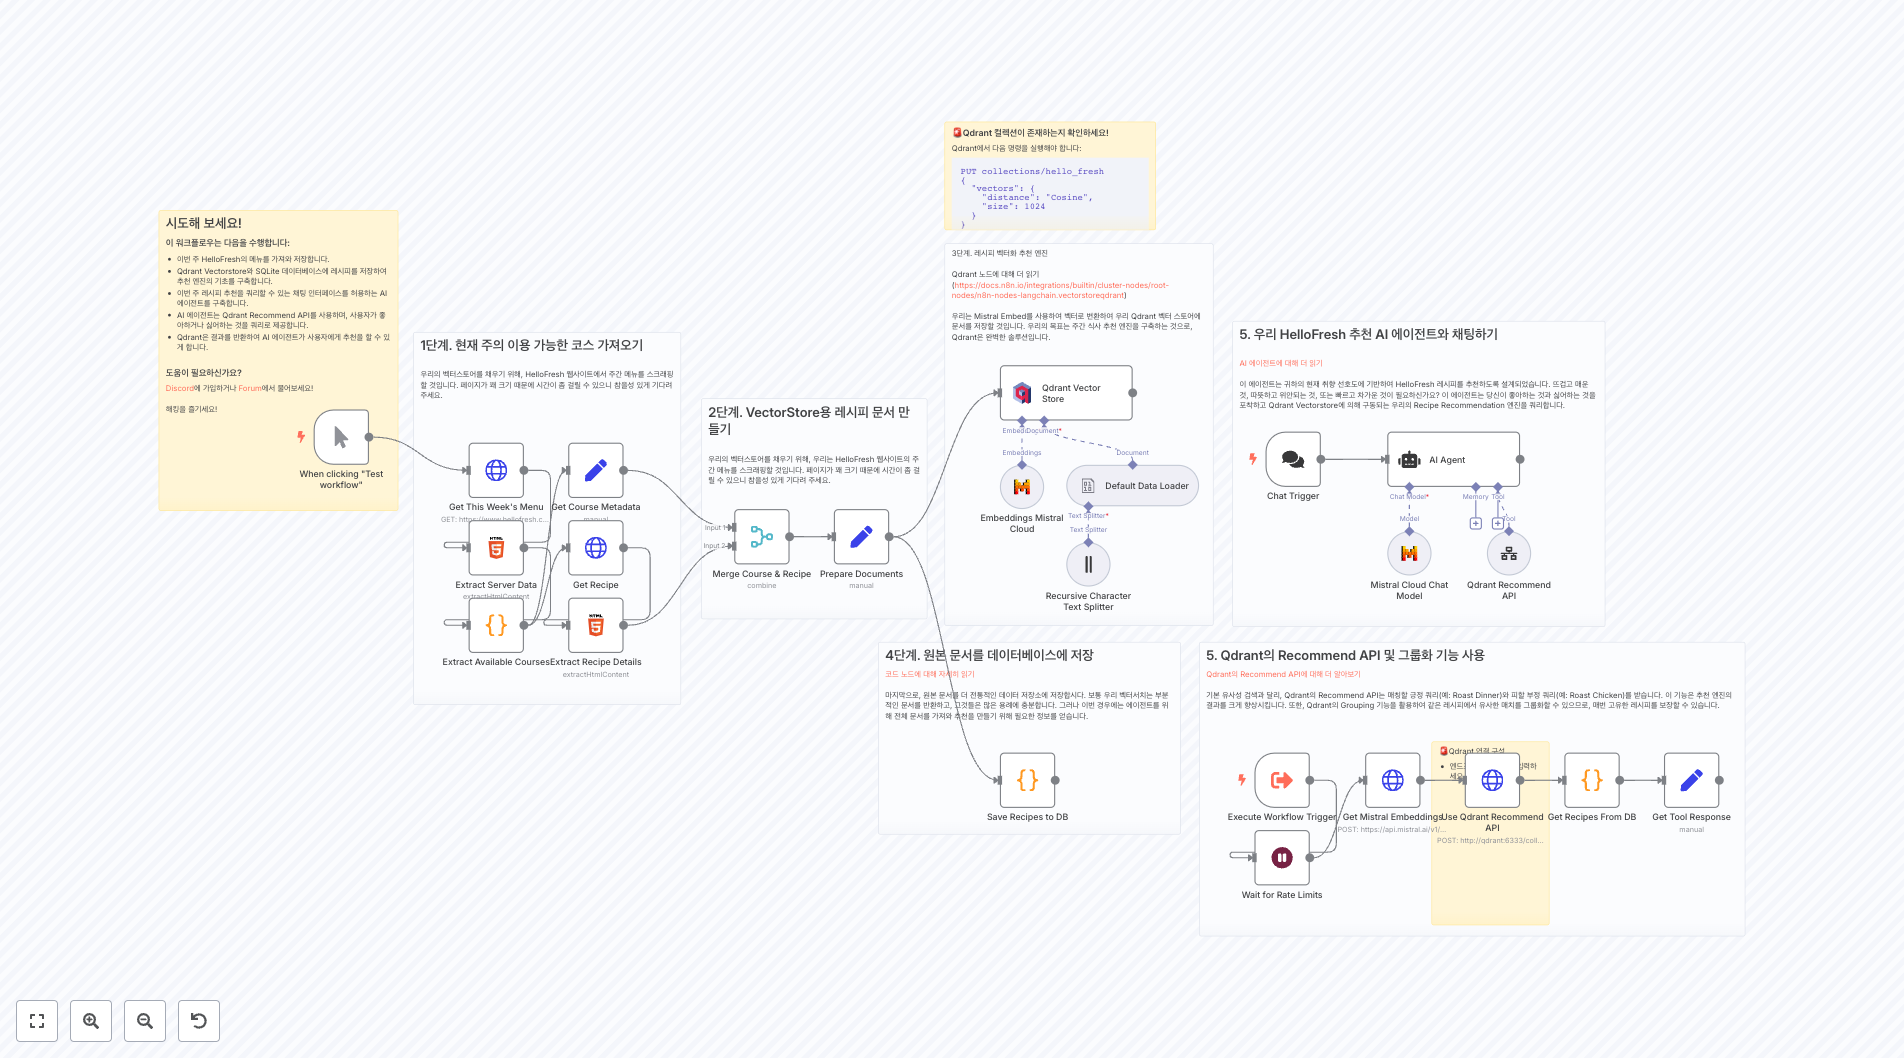 시도해 보세요!
이 워크플로우는 다음을 수행합니다:
이번 주 HelloFresh의 메뉴를 가져와 저장합니다.
Qdrant Vectorstore와 SQLite 데이터베이스에 레시피를 저장하여
추천 엔진의 기초를 구축합니다.
이번 주 레시피 추천을 쿼리할 수 있는 채팅 인터페이스를 허용하는 AI
에이전트를 구축합니다.
AI 에이전트는 Qdrant Recommend API를 사용하며, 사용자가 좋
아하거나 싫어하는 것을 쿼리로 제공합니다.
Qdrant은 결과를 반환하여 AI 에이전트가 사용자에게 추천을 할 수 있
게 합니다.
도움이 필요하신가요?
Discord에 가입하거나 Forum에서 물어보세요!
해킹을 즐기세요!
When clicking "Test
workflow"
1단계. 현재 주의 이용 가능한 코스 가져오기
우리의 벡터스토어를 채우기 위해, HelloFresh 웹사이트에서 주간 메뉴를 스크래핑
할 것입니다. 페이지가 꽤 크기 때문에 시간이 좀 걸릴 수 있으니 참을성 있게 기다려
주세요.
Get This Week's Menu
GET: https://www.hellofresh.c...
Get Course Metadata
manual
Extract Server Data
extractHtmlContent
Get Recipe
Extract Available Courses
Extract Recipe Details
extractHtmlContent
2단계. VectorStore용 레시피 문서 만
들기
우리의 벡터스토어를 채우기 위해, 우리는 HelloFresh 웹사이트의 주
간 메뉴를 스크래핑할 것입니다. 페이지가 꽤 크기 때문에 시간이 좀 걸
릴 수 있으니 참을성 있게 기다려 주세요.
Input 1
Input 2
Merge Course & Recipe
combine
Prepare Documents
manual
🚨Qdrant 컬렉션이 존재하는지 확인하세요!
Qdrant에서 다음 명령을 실행해야 합니다:
PUT collections/hello_fresh
{
"vectors": {
"distance": "Cosine",
"size": 1024
}
}
3단계. 레시피 벡터화 추천 엔진
Qdrant 노드에 대해 더 읽기
(https://docs.n8n.io/integrations/builtin/cluster-nodes/root-
nodes/n8n-nodes-langchain.vectorstoreqdrant)
우리는 Mistral Embed를 사용하여 벡터로 변환하여 우리 Qdrant 벡터 스토어에
문서를 저장할 것입니다. 우리의 목표는 주간 식사 추천 엔진을 구축하는 것으로,
Qdrant은 완벽한 솔루션입니다.
Qdrant Vector
Store
Document*
Embeddings
Document
Embeddings Mistral
Cloud
Default Data Loader
Text Splitter*
Text Splitter
Recursive Character
Text Splitter
4단계. 원본 문서를 데이터베이스에 저장
코드 노드에 대해 자세히 읽기
마지막으로, 원본 문서를 더 전통적인 데이터 저장소에 저장합시다. 보통 우리 벡터서치는 부분
적인 문서를 반환하고, 그것들은 많은 용례에 충분합니다. 그러나 이번 경우에는 에이전트를 위
해 전체 문서를 가져와 추천을 만들기 위해 필요한 정보를 얻습니다.
Save Recipes to DB
5. 우리 HelloFresh 추천 AI 에이전트와 채팅하기
AI 에이전트에 대해 더 읽기
이 에이전트는 귀하의 현재 취향 선호도에 기반하여 HelloFresh 레시피를 추천하도록 설계되었습니다. 뜨겁고 매운
것, 따뜻하고 위안되는 것, 또는 빠르고 차가운 것이 필요하신가요? 이 에이전트는 당신이 좋아하는 것과 싫어하는 것을
포착하고 Qdrant Vectorstore에 의해 구동되는 우리의 Recipe Recommendation 엔진을 쿼리합니다.
Chat Trigger
AI Agent
Chat Model*
Memory
Tool
Model
Tool
Mistral Cloud Chat
Model
Qdrant Recommend
API
5. Qdrant의 Recommend API 및 그룹화 기능 사용
Qdrant의 Recommend API에 대해 더 알아보기
기본 유사성 검색과 달리, Qdrant의 Recommend API는 매칭할 긍정 쿼리(예: Roast Dinner)와 피할 부정 쿼리(예: Roast Chicken)를 받습니다. 이 기능은 추천 엔진의
결과를 크게 향상시킵니다. 또한, Qdrant의 Grouping 기능을 활용하여 같은 레시피에서 유사한 매치를 그룹화할 수 있으므로, 매번 고유한 레시피를 보장할 수 있습니다.
🚨Qdrant 연결 구성
Execute Workflow Trigger
Get Mistral Embeddings
POST: https://api.mistral.ai/v1/...
Use Qdrant Recommend
API
POST: http://qdrant:6333/coll...
Get Recipes From DB
Get Tool Response
manual
Wait for Rate Limits